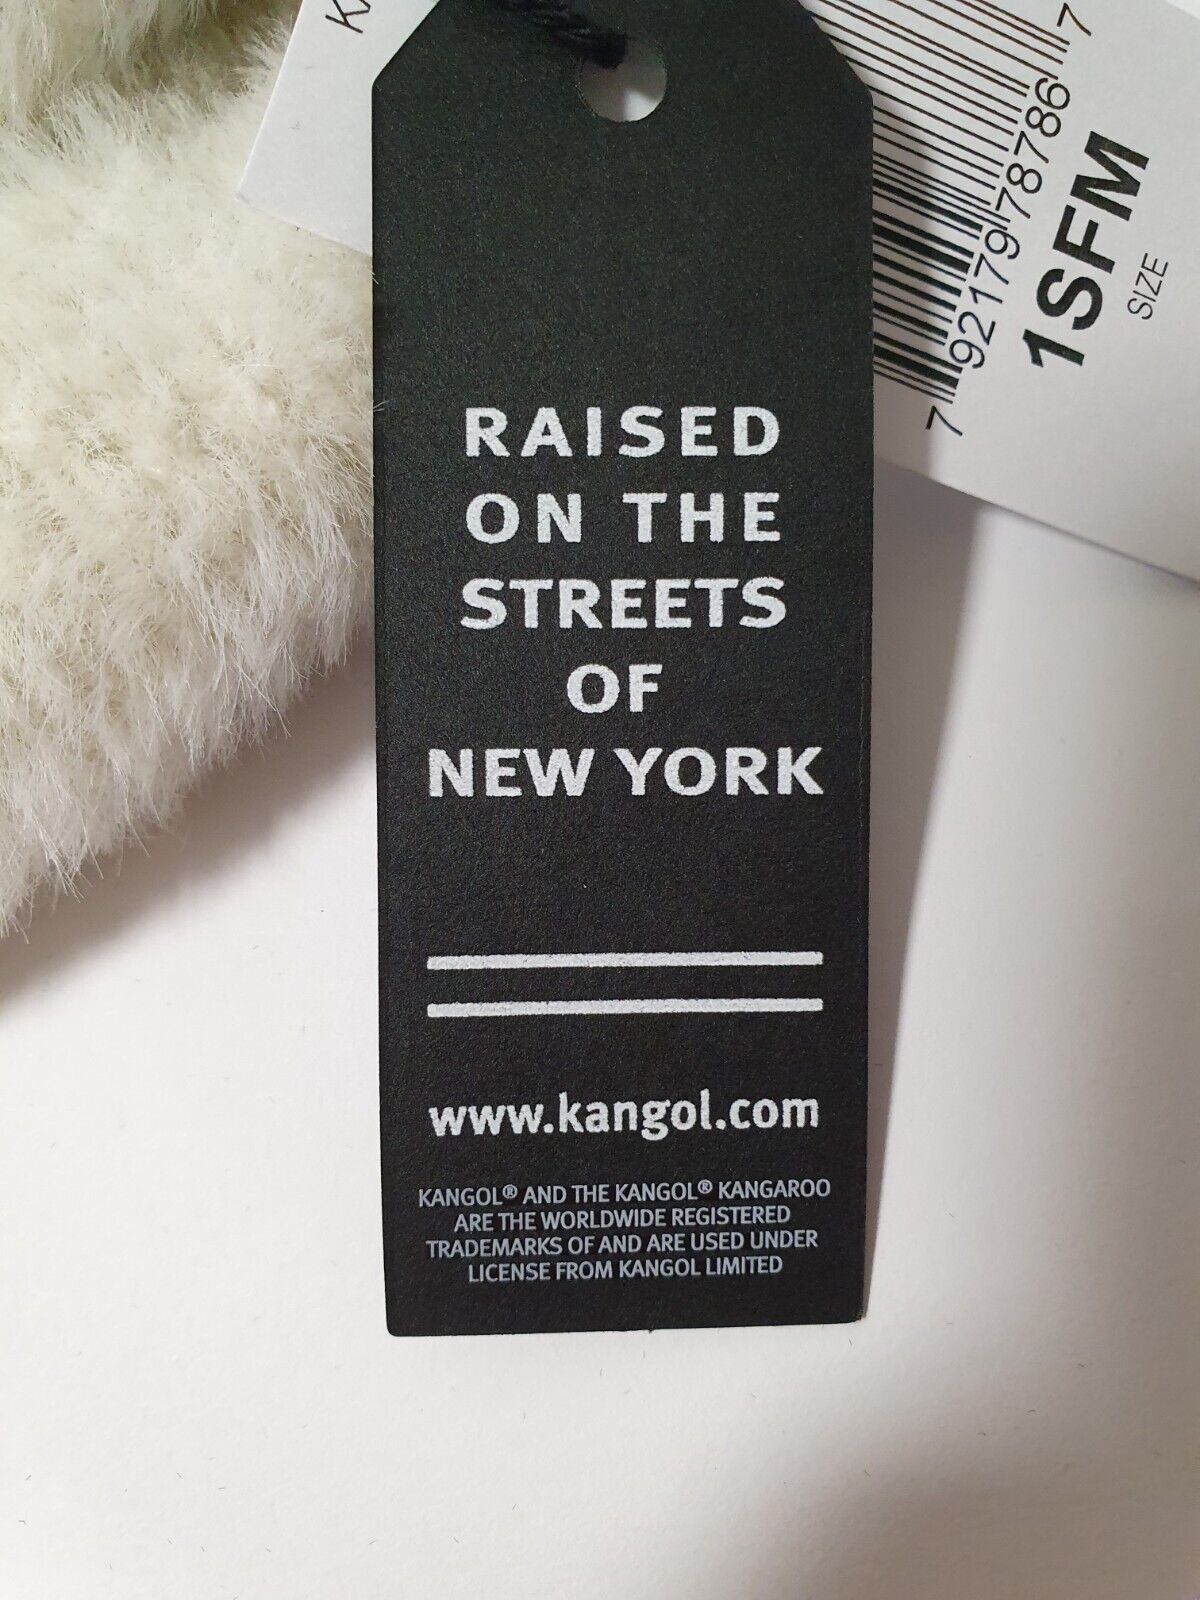 RAISED
ON THE
STREETS
OF
NEW YORK
www.kangol.com
KANGOL® AND THE KANGOL® KANGAROO
ARE THE WORLDWIDE REGISTERED
TRADEMARKS OF AND ARE USED UNDER
LICENSE FROM KANGOL LIMITED
7 92179 78786 7
1SFM
SIZE